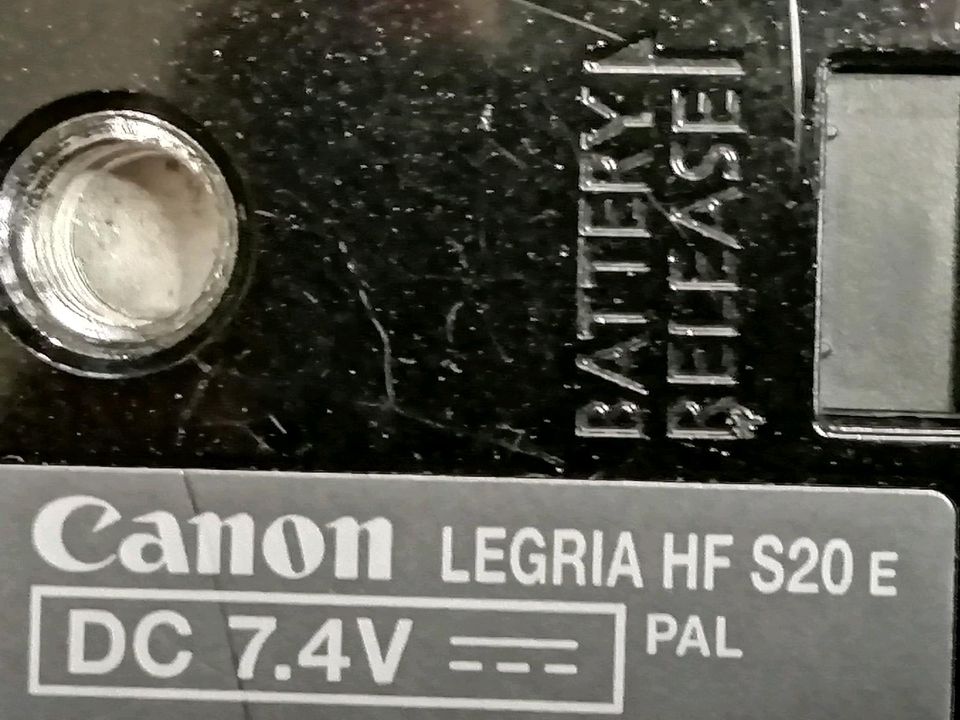 BATTERY
RELEASE
Canon LEGRIA HF S20 E
DC 7.4V PAL